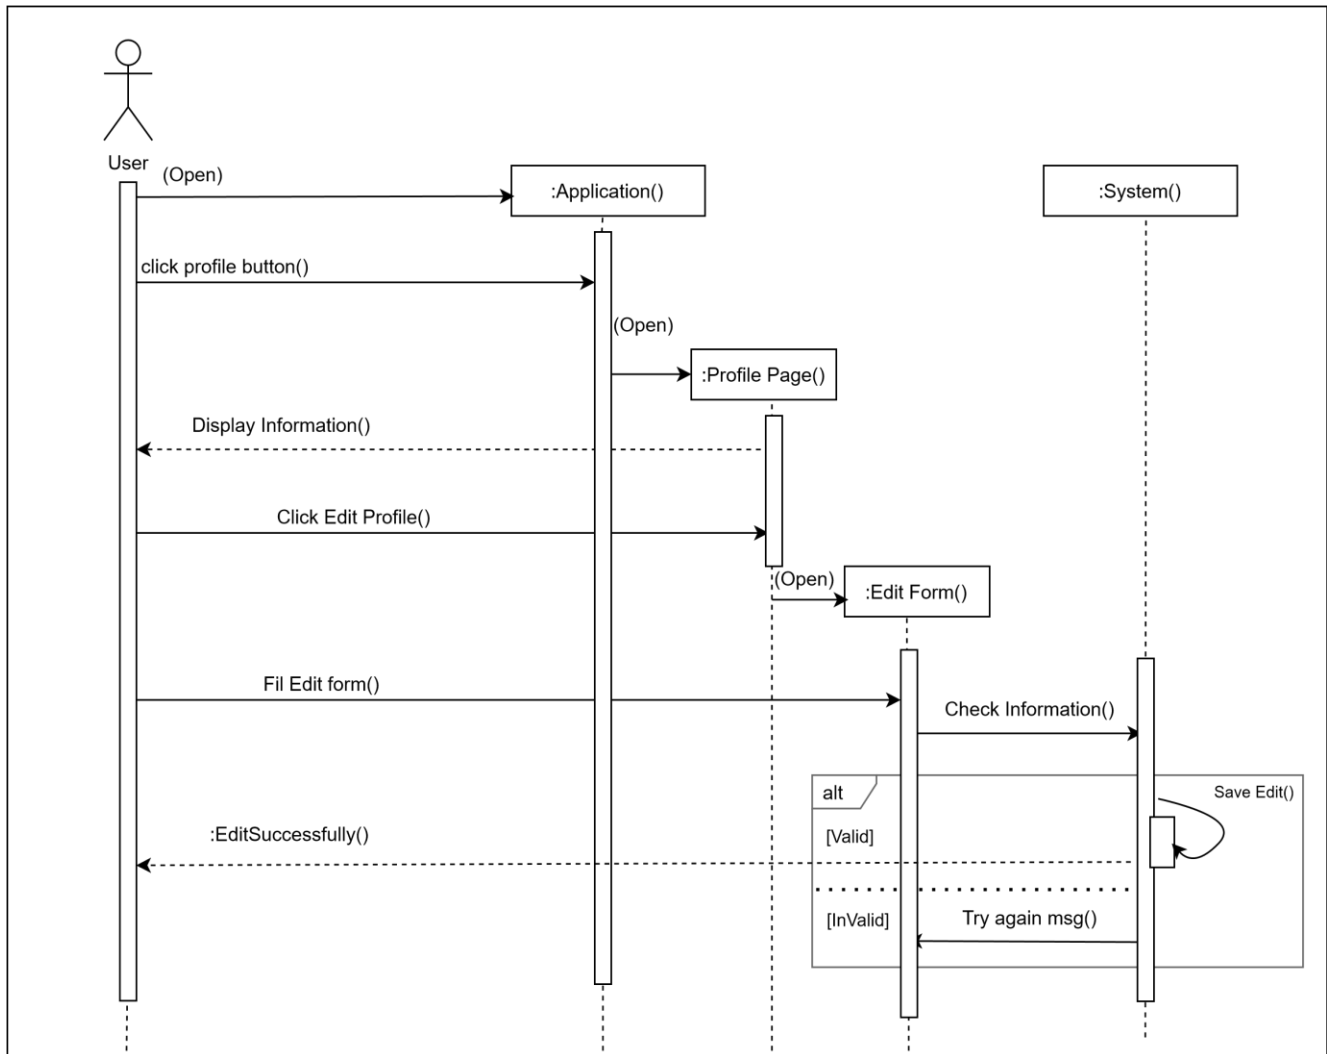 User
(Open)
:Application()
:System()
click profile button()
(Open)
:Profile Page()
Display Information()
Click Edit Profile()
(Open)
:Edit Form()
Fil Edit form()
Check Information()
alt
Save Edit()
:EditSuccessfully()
[Valid]
[InValid]
Try again msg()